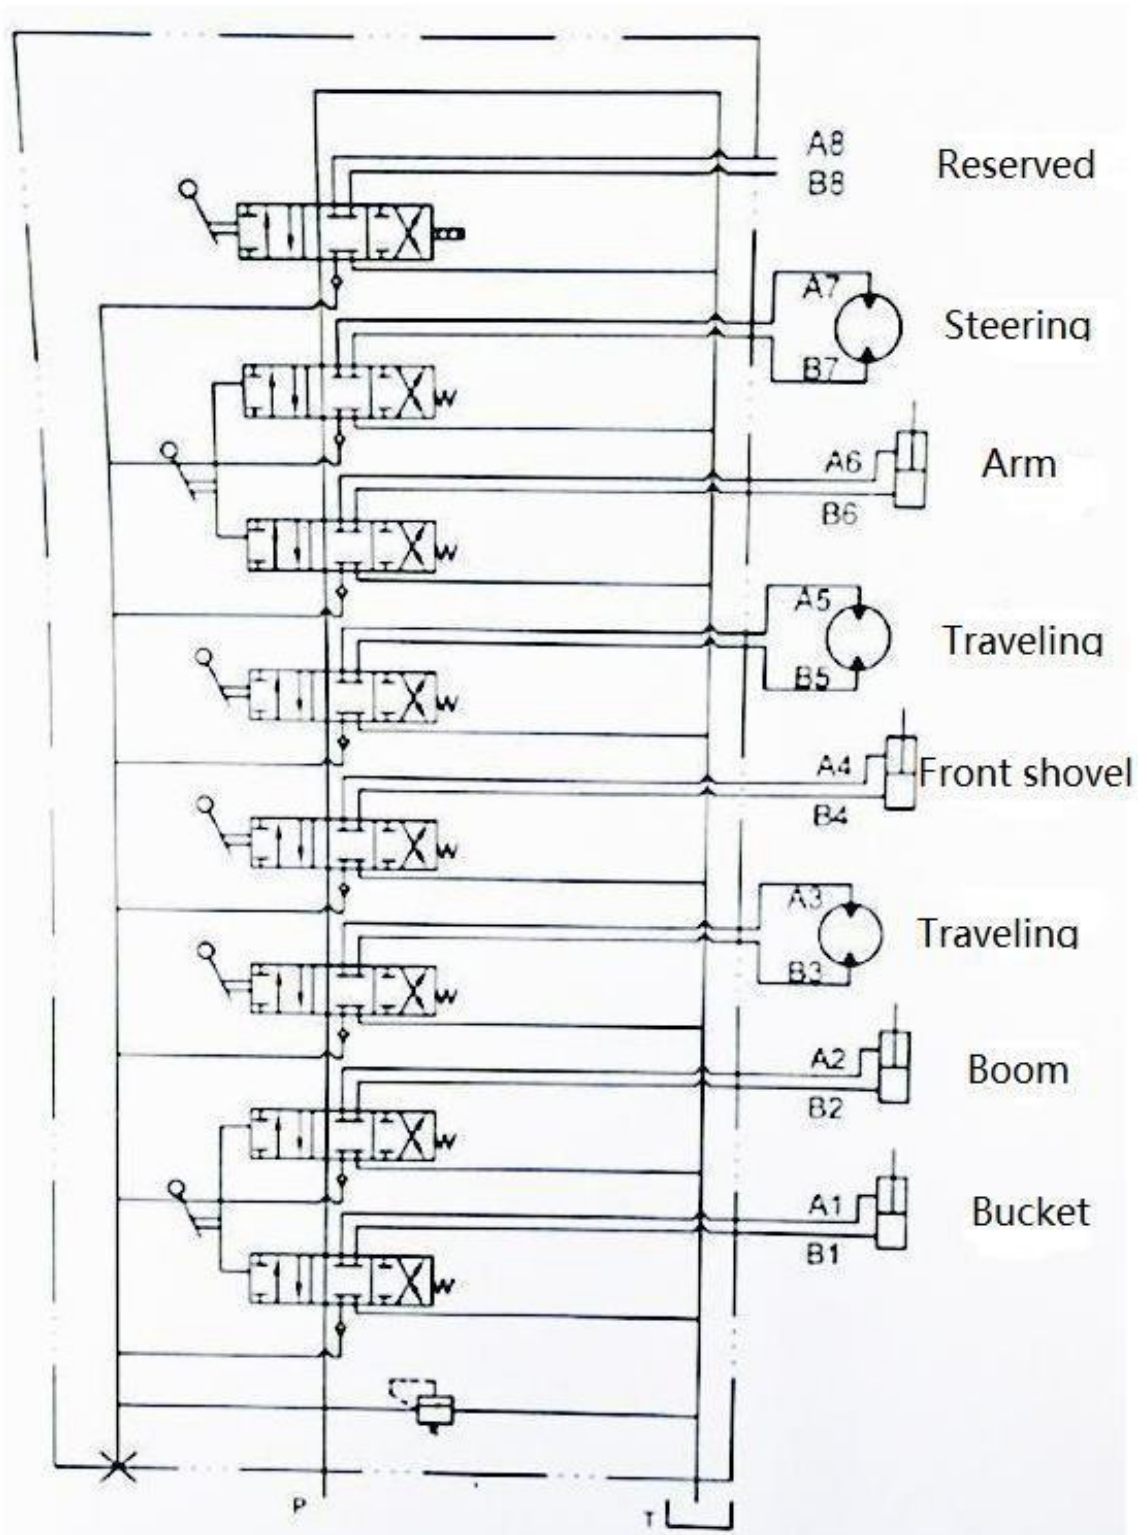 A8
B8
Reserved
A7
Steering
B7
A6
Arm
B6
A5
Traveling
B5
A4
Front shovel
B4
A3
Traveling
B3
A2
Boom
B2
A1
Bucket
B1
P
T